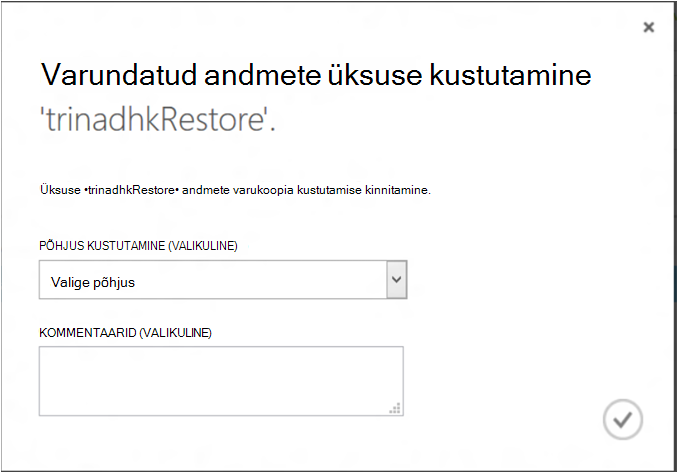 Varundatud andmete üksuse kustutamine
'trinadhkRestore'.
Üksuse •trinadhkRestore• andmete varukoopia kustutamise kinnitamine.
PÕHJUS KUSTUTAMINE (VALIKULINE)
Valige põhjus
KOMMENTAARID (VALIKULINE)